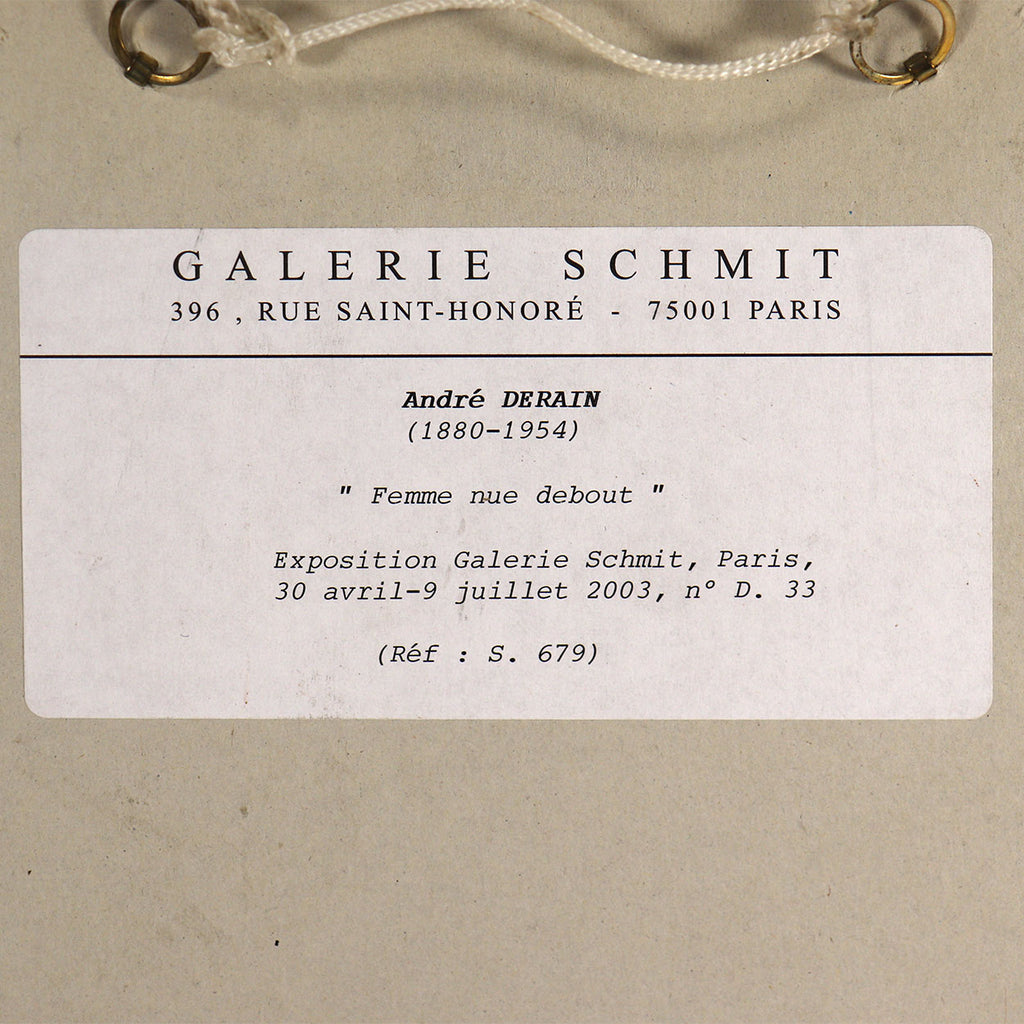 GALERIE SCHMIT
396 , RUE SAINT-HONORÉ - 75001 PARIS
André DERAIN
(1880-1954)
" Femme nue debout "
Exposition Galerie Schmit, Paris,
30 avril-9 juillet 2003, n° D. 33
(Réf : S. 679)